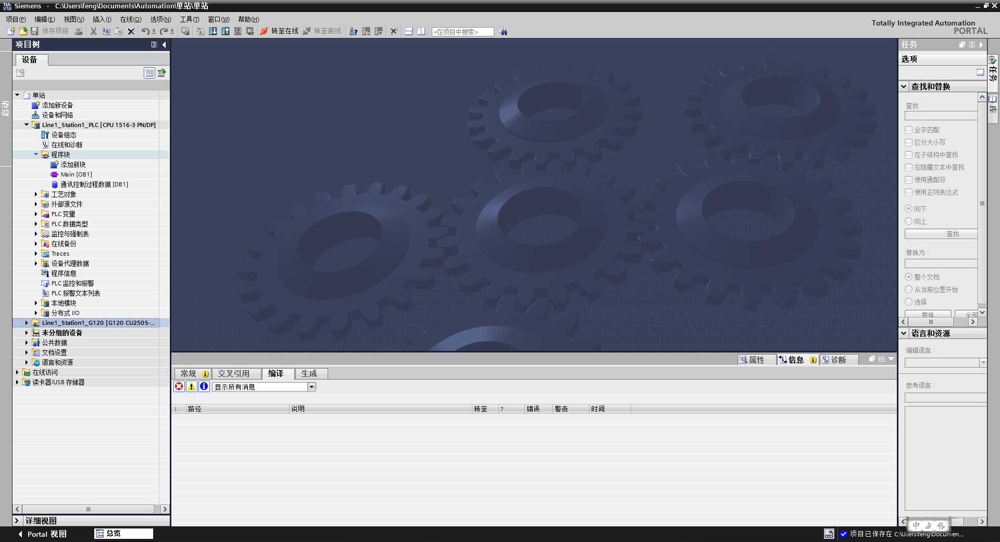 TIA V14 Siemens - C:\Users\feng\Documents\Automation\单站\单站
项目(P) 编辑(E) 视图(V) 插入(I) 在线(O) 选项(N) 工具(T) 窗口(W) 帮助(H)
Totally Integrated Automation
PORTAL
保存项目 转至在线 转至离线 <在项目中搜索>
项目树
设备
启动
单站
添加新设备
设备和网络
Line1_Station1_PLC [CPU 1516-3 PN/DP]
设备组态
在线和诊断
程序块
添加新块
Main [OB1]
通讯控制过程数据 [DB1]
工艺对象
外部源文件
PLC 变量
PLC 数据类型
监控与强制表
在线备份
Traces
设备代理数据
程序信息
PLC 监控和报警
PLC 报警文本列表
本地模块
分布式 I/O
Line1_Station1_G120 [G120 CU250S-...
未分组的设备
公共数据
文档设置
语言和资源
在线访问
读卡器/USB 存储器
详细视图
属性 信息 诊断
常规 交叉引用 编译 生成
显示所有消息
! 路径 说明 转至 ? 错误 警告 时间
任务
选项
查找和替换
查找：
全字匹配
区分大小写
在子结构中查找
在隐藏文本中查找
使用通配符
使用正则表达式
向下
向上
查找
替换为：
整个文档
从当前位置开始
选择
替换 全部
语言和资源
编辑语言：
参考语言：
任务
库
中
Portal 视图 总览 项目已保存在 C:\Users\feng\Documen...